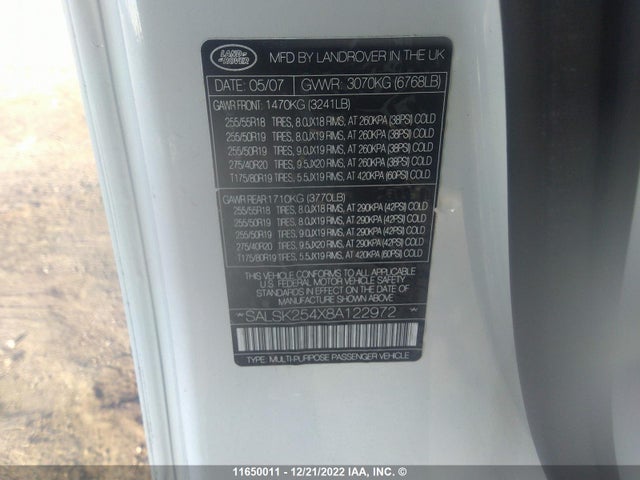 LAND-
ROVER
MFD BY LANDROVER IN THE UK
DATE: 05/07 GVWR: 3070KG (6768LB)
GAWR FRONT: 1470KG (3241LB)
255/55R18 TIRES, 8.0JX18 RIMS, AT 260KPA (38PSI) COLD
255/50R19 TIRES, 8.0JX19 RIMS, AT 260KPA (38PSI) COLD
255/50R19 TIRES, 9.0JX19 RIMS, AT 260KPA (38PSI) COLD
275/40R20 TIRES, 9.5JX20 RIMS, AT 260KPA (38PSI) COLD
T175/80R19 TIRES, 5.5JX19 RIMS, AT 420KPA (60PSI) COLD
GAWR REAR: 1710KG (3770LB)
255/55R18 TIRES, 8.0JX18 RIMS, AT 290KPA (42PSI) COLD
255/50R19 TIRES, 8.0JX19 RIMS, AT 290KPA (42PSI) COLD
255/50R19 TIRES, 9.0JX19 RIMS, AT 290KPA (42PSI) COLD
275/40R20 TIRES, 9.5JX20 RIMS, AT 290KPA (42PSI) COLD
T175/80R19 TIRES, 5.5JX19 RIMS, AT 420KPA (60PSI) COLD
THIS VEHICLE CONFORMS TO ALL APPLICABLE
U.S. FEDERAL MOTOR VEHICLE SAFETY
STANDARDS IN EFFECT ON THE DATE OF
MANUFACTURE SHOWN ABOVE
*SALSK254X8A122972*
TYPE: MULTI-PURPOSE PASSENGER VEHICLE
11650011 - 12/21/2022 IAA, Inc. ©